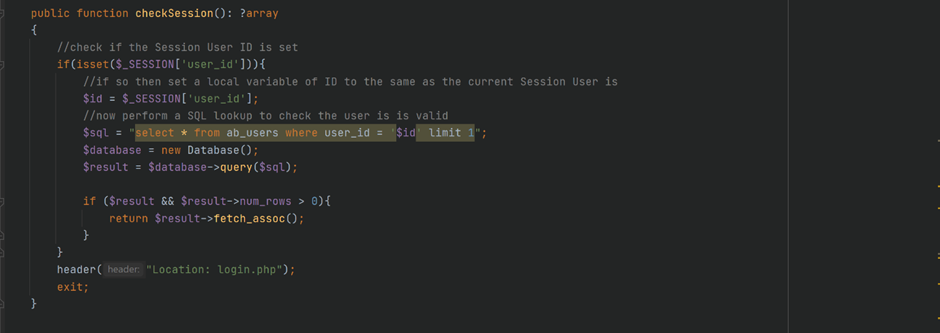 public function checkSession(): ?array
{
//check if the Session User ID is set
if(isset($_SESSION['user_id'])){
//if so then set a local variable of ID to the same as the current Session User is
$id = $_SESSION['user_id'];
//now perform a SQL lookup to check the user is is valid
$sql = "select * from ab_users where user_id = '$id' limit 1";
$database = new Database();
$result = $database->query($sql);
if ($result && $result->num_rows > 0){
return $result->fetch_assoc();
}
}
header( header: "Location: login.php");
exit;
}